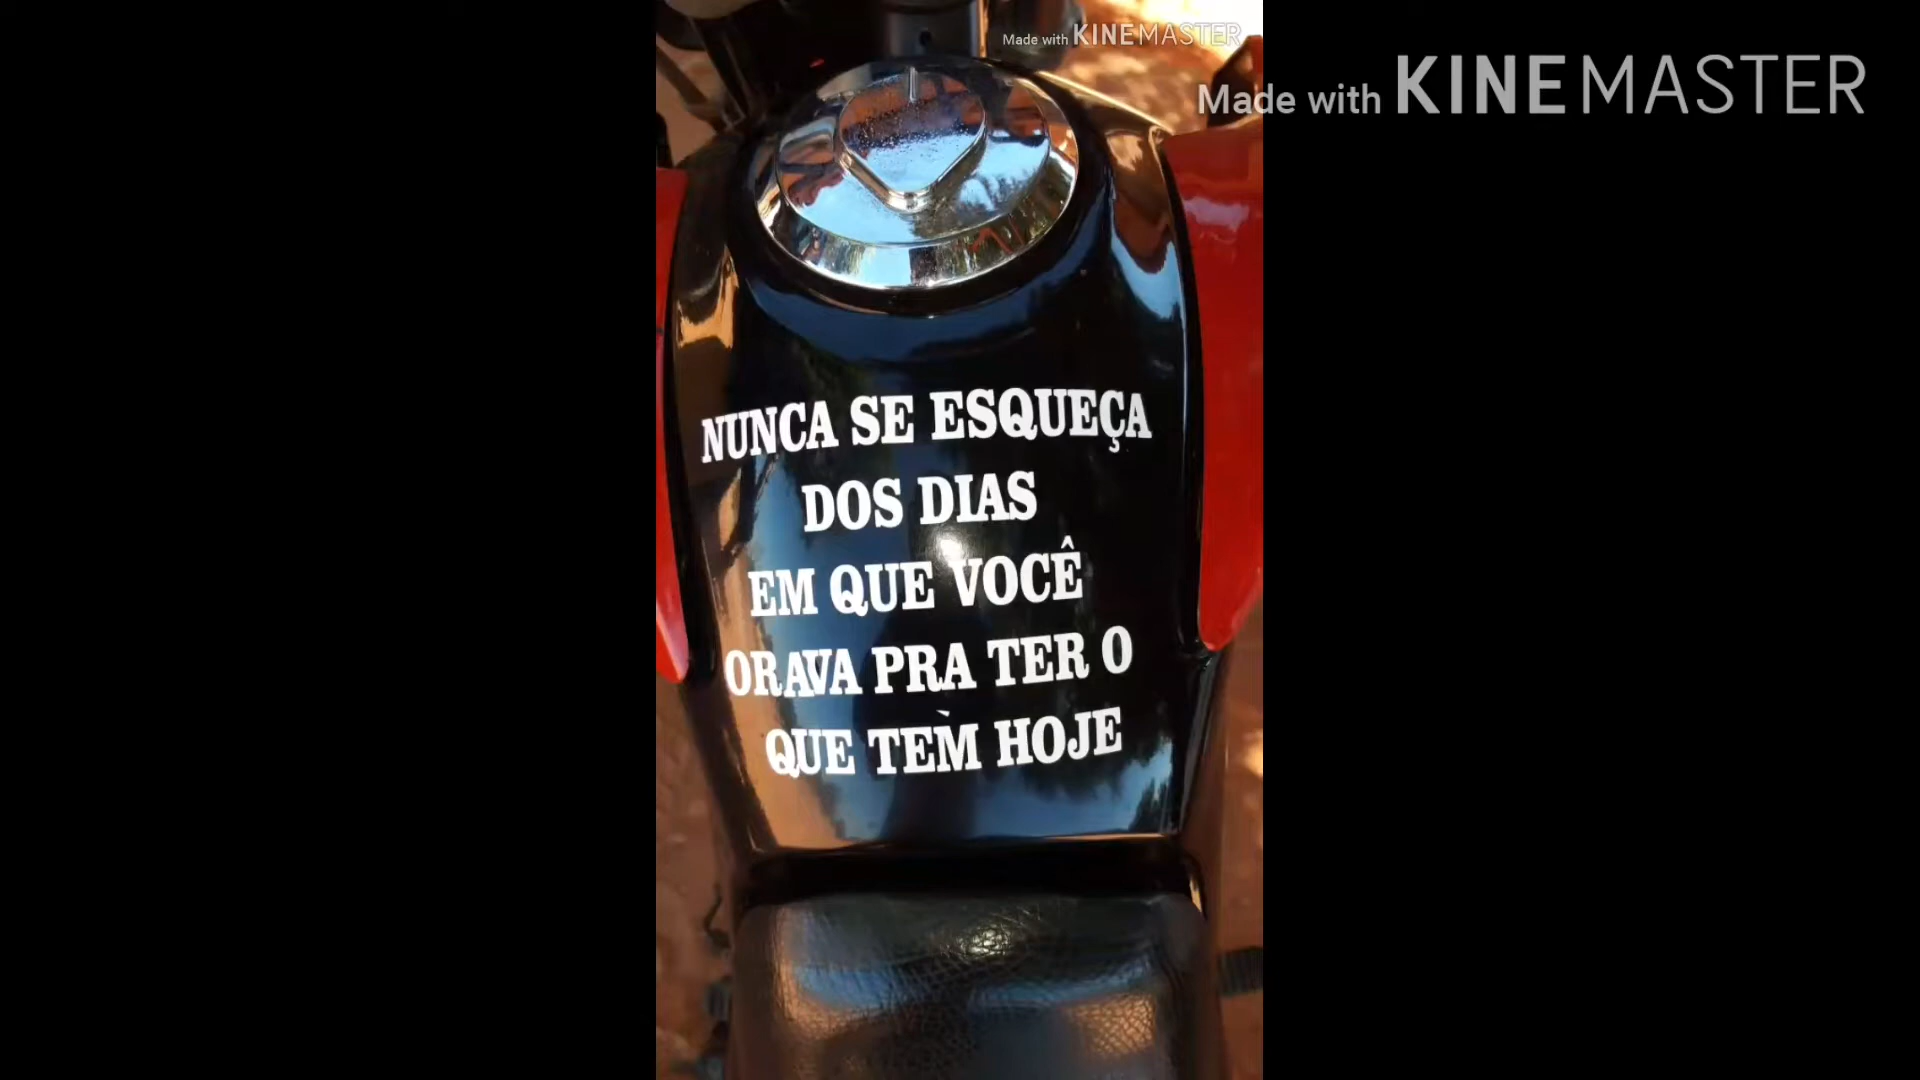 Made with KINEMASTER
Made with KINEMASTER
NUNCA SE ESQUEÇA
DOS DIAS
EM QUE VOCÊ
ORAVA PRA TER O
QUE TEM HOJE